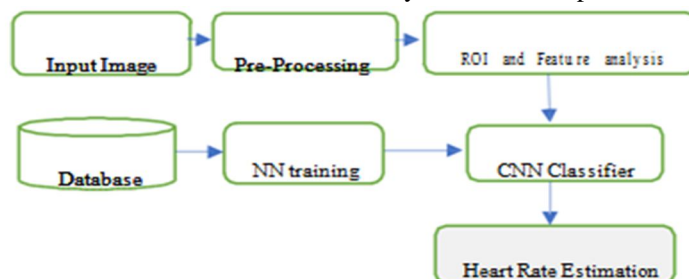 Input Image
Pre-Processing
ROI and Feature analysis
Database
NN training
CNN Classifier
Heart Rate Estimation